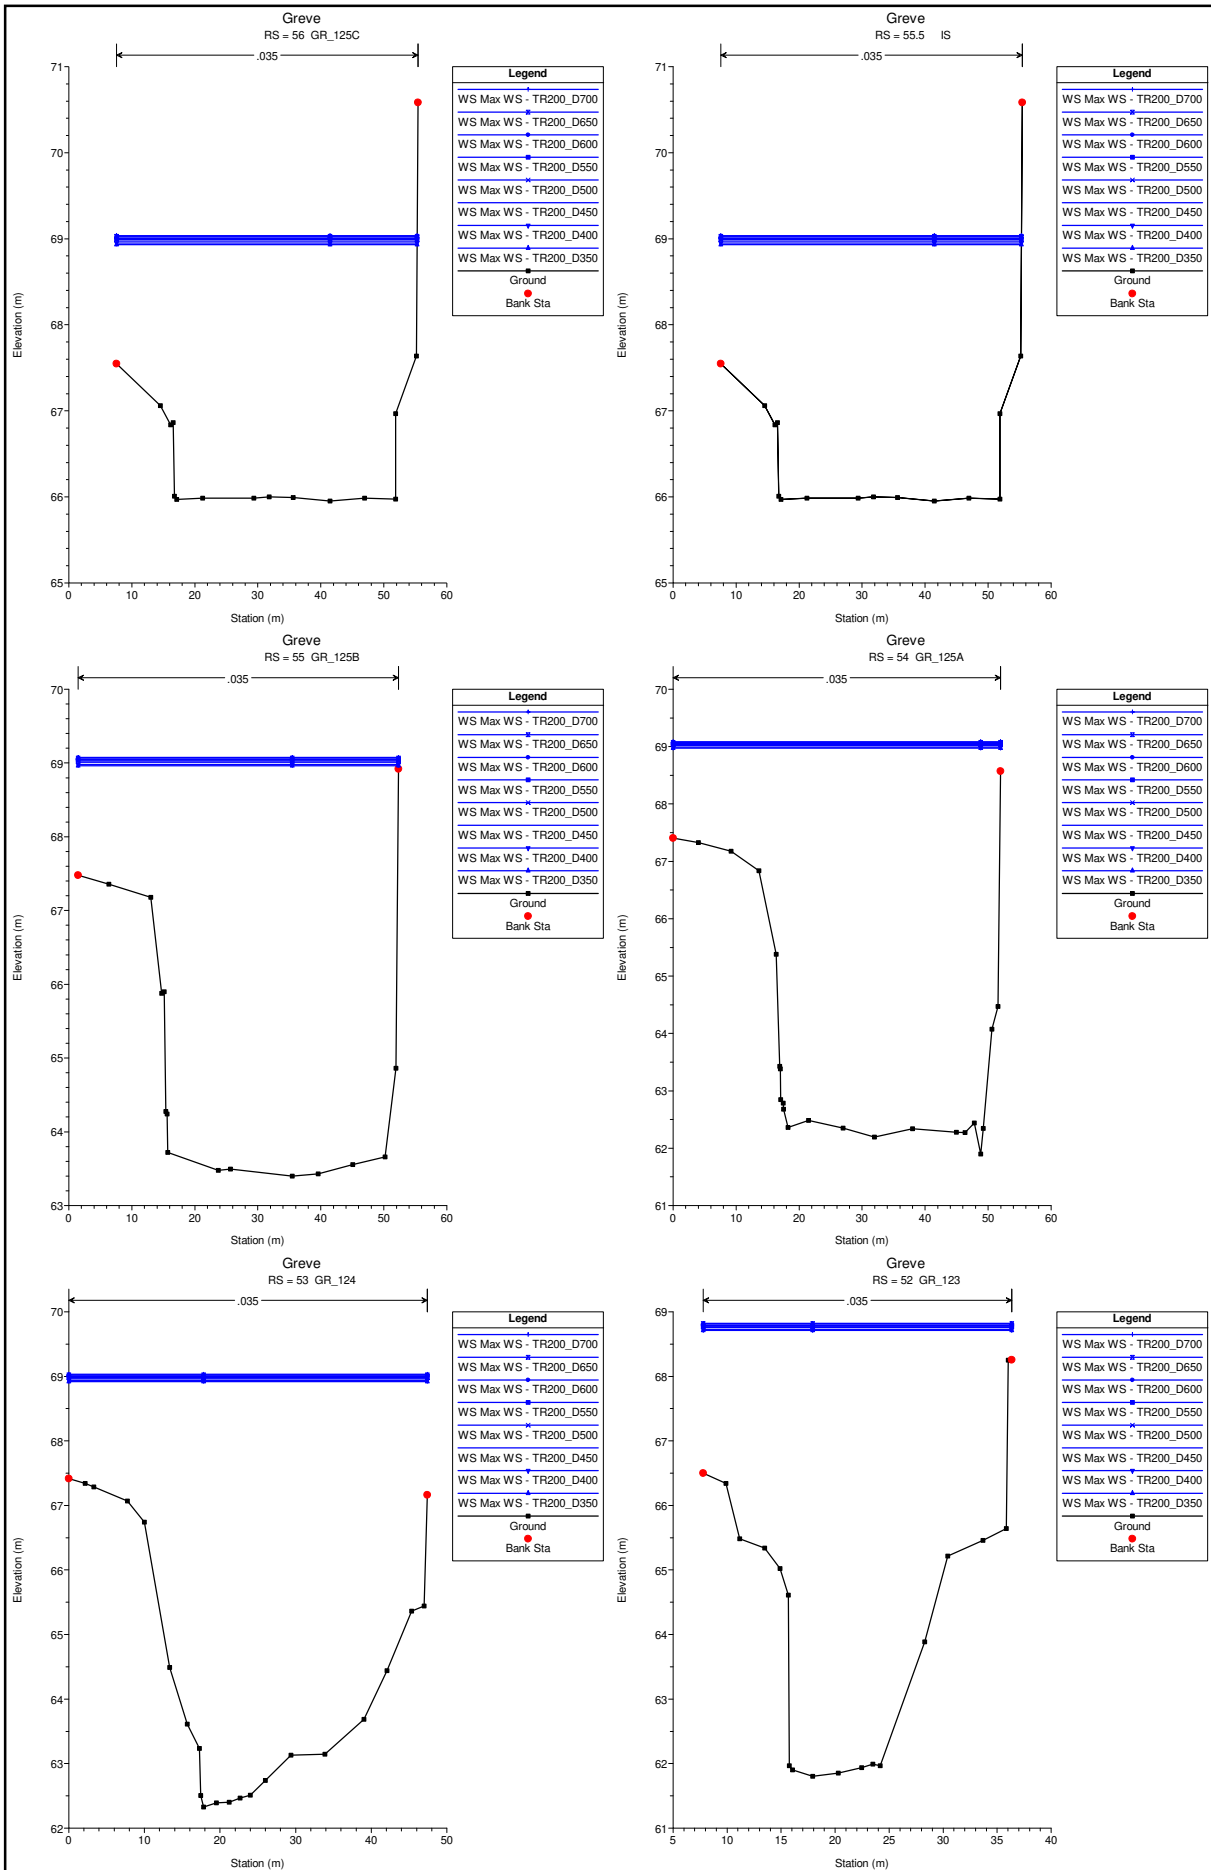 Greve
RS = 56 GR_125C
.035
71
70
69
68
67
66
65
Elevation (m)
0 10 20 30 40 50 60
Station (m)
Legend
WS Max WS - TR200_D700
WS Max WS - TR200_D650
WS Max WS - TR200_D600
WS Max WS - TR200_D550
WS Max WS - TR200_D500
WS Max WS - TR200_D450
WS Max WS - TR200_D400
WS Max WS - TR200_D350
Ground
Bank Sta
Greve
RS = 55.5 IS
.035
71
70
69
68
67
66
65
Elevation (m)
0 10 20 30 40 50 60
Station (m)
Legend
WS Max WS - TR200_D700
WS Max WS - TR200_D650
WS Max WS - TR200_D600
WS Max WS - TR200_D550
WS Max WS - TR200_D500
WS Max WS - TR200_D450
WS Max WS - TR200_D400
WS Max WS - TR200_D350
Ground
Bank Sta
Greve
RS = 55 GR_125B
.035
70
69
68
67
66
65
64
63
Elevation (m)
0 10 20 30 40 50 60
Station (m)
Legend
WS Max WS - TR200_D700
WS Max WS - TR200_D650
WS Max WS - TR200_D600
WS Max WS - TR200_D550
WS Max WS - TR200_D500
WS Max WS - TR200_D450
WS Max WS - TR200_D400
WS Max WS - TR200_D350
Ground
Bank Sta
Greve
RS = 54 GR_125A
.035
70
69
68
67
66
65
64
63
62
61
Elevation (m)
0 10 20 30 40 50 60
Station (m)
Legend
WS Max WS - TR200_D700
WS Max WS - TR200_D650
WS Max WS - TR200_D600
WS Max WS - TR200_D550
WS Max WS - TR200_D500
WS Max WS - TR200_D450
WS Max WS - TR200_D400
WS Max WS - TR200_D350
Ground
Bank Sta
Greve
RS = 53 GR_124
.035
70
69
68
67
66
65
64
63
62
Elevation (m)
0 10 20 30 40 50
Station (m)
Legend
WS Max WS - TR200_D700
WS Max WS - TR200_D650
WS Max WS - TR200_D600
WS Max WS - TR200_D550
WS Max WS - TR200_D500
WS Max WS - TR200_D450
WS Max WS - TR200_D400
WS Max WS - TR200_D350
Ground
Bank Sta
Greve
RS = 52 GR_123
.035
69
68
67
66
65
64
63
62
61
Elevation (m)
5 10 15 20 25 30 35 40
Station (m)
Legend
WS Max WS - TR200_D700
WS Max WS - TR200_D650
WS Max WS - TR200_D600
WS Max WS - TR200_D550
WS Max WS - TR200_D500
WS Max WS - TR200_D450
WS Max WS - TR200_D400
WS Max WS - TR200_D350
Ground
Bank Sta